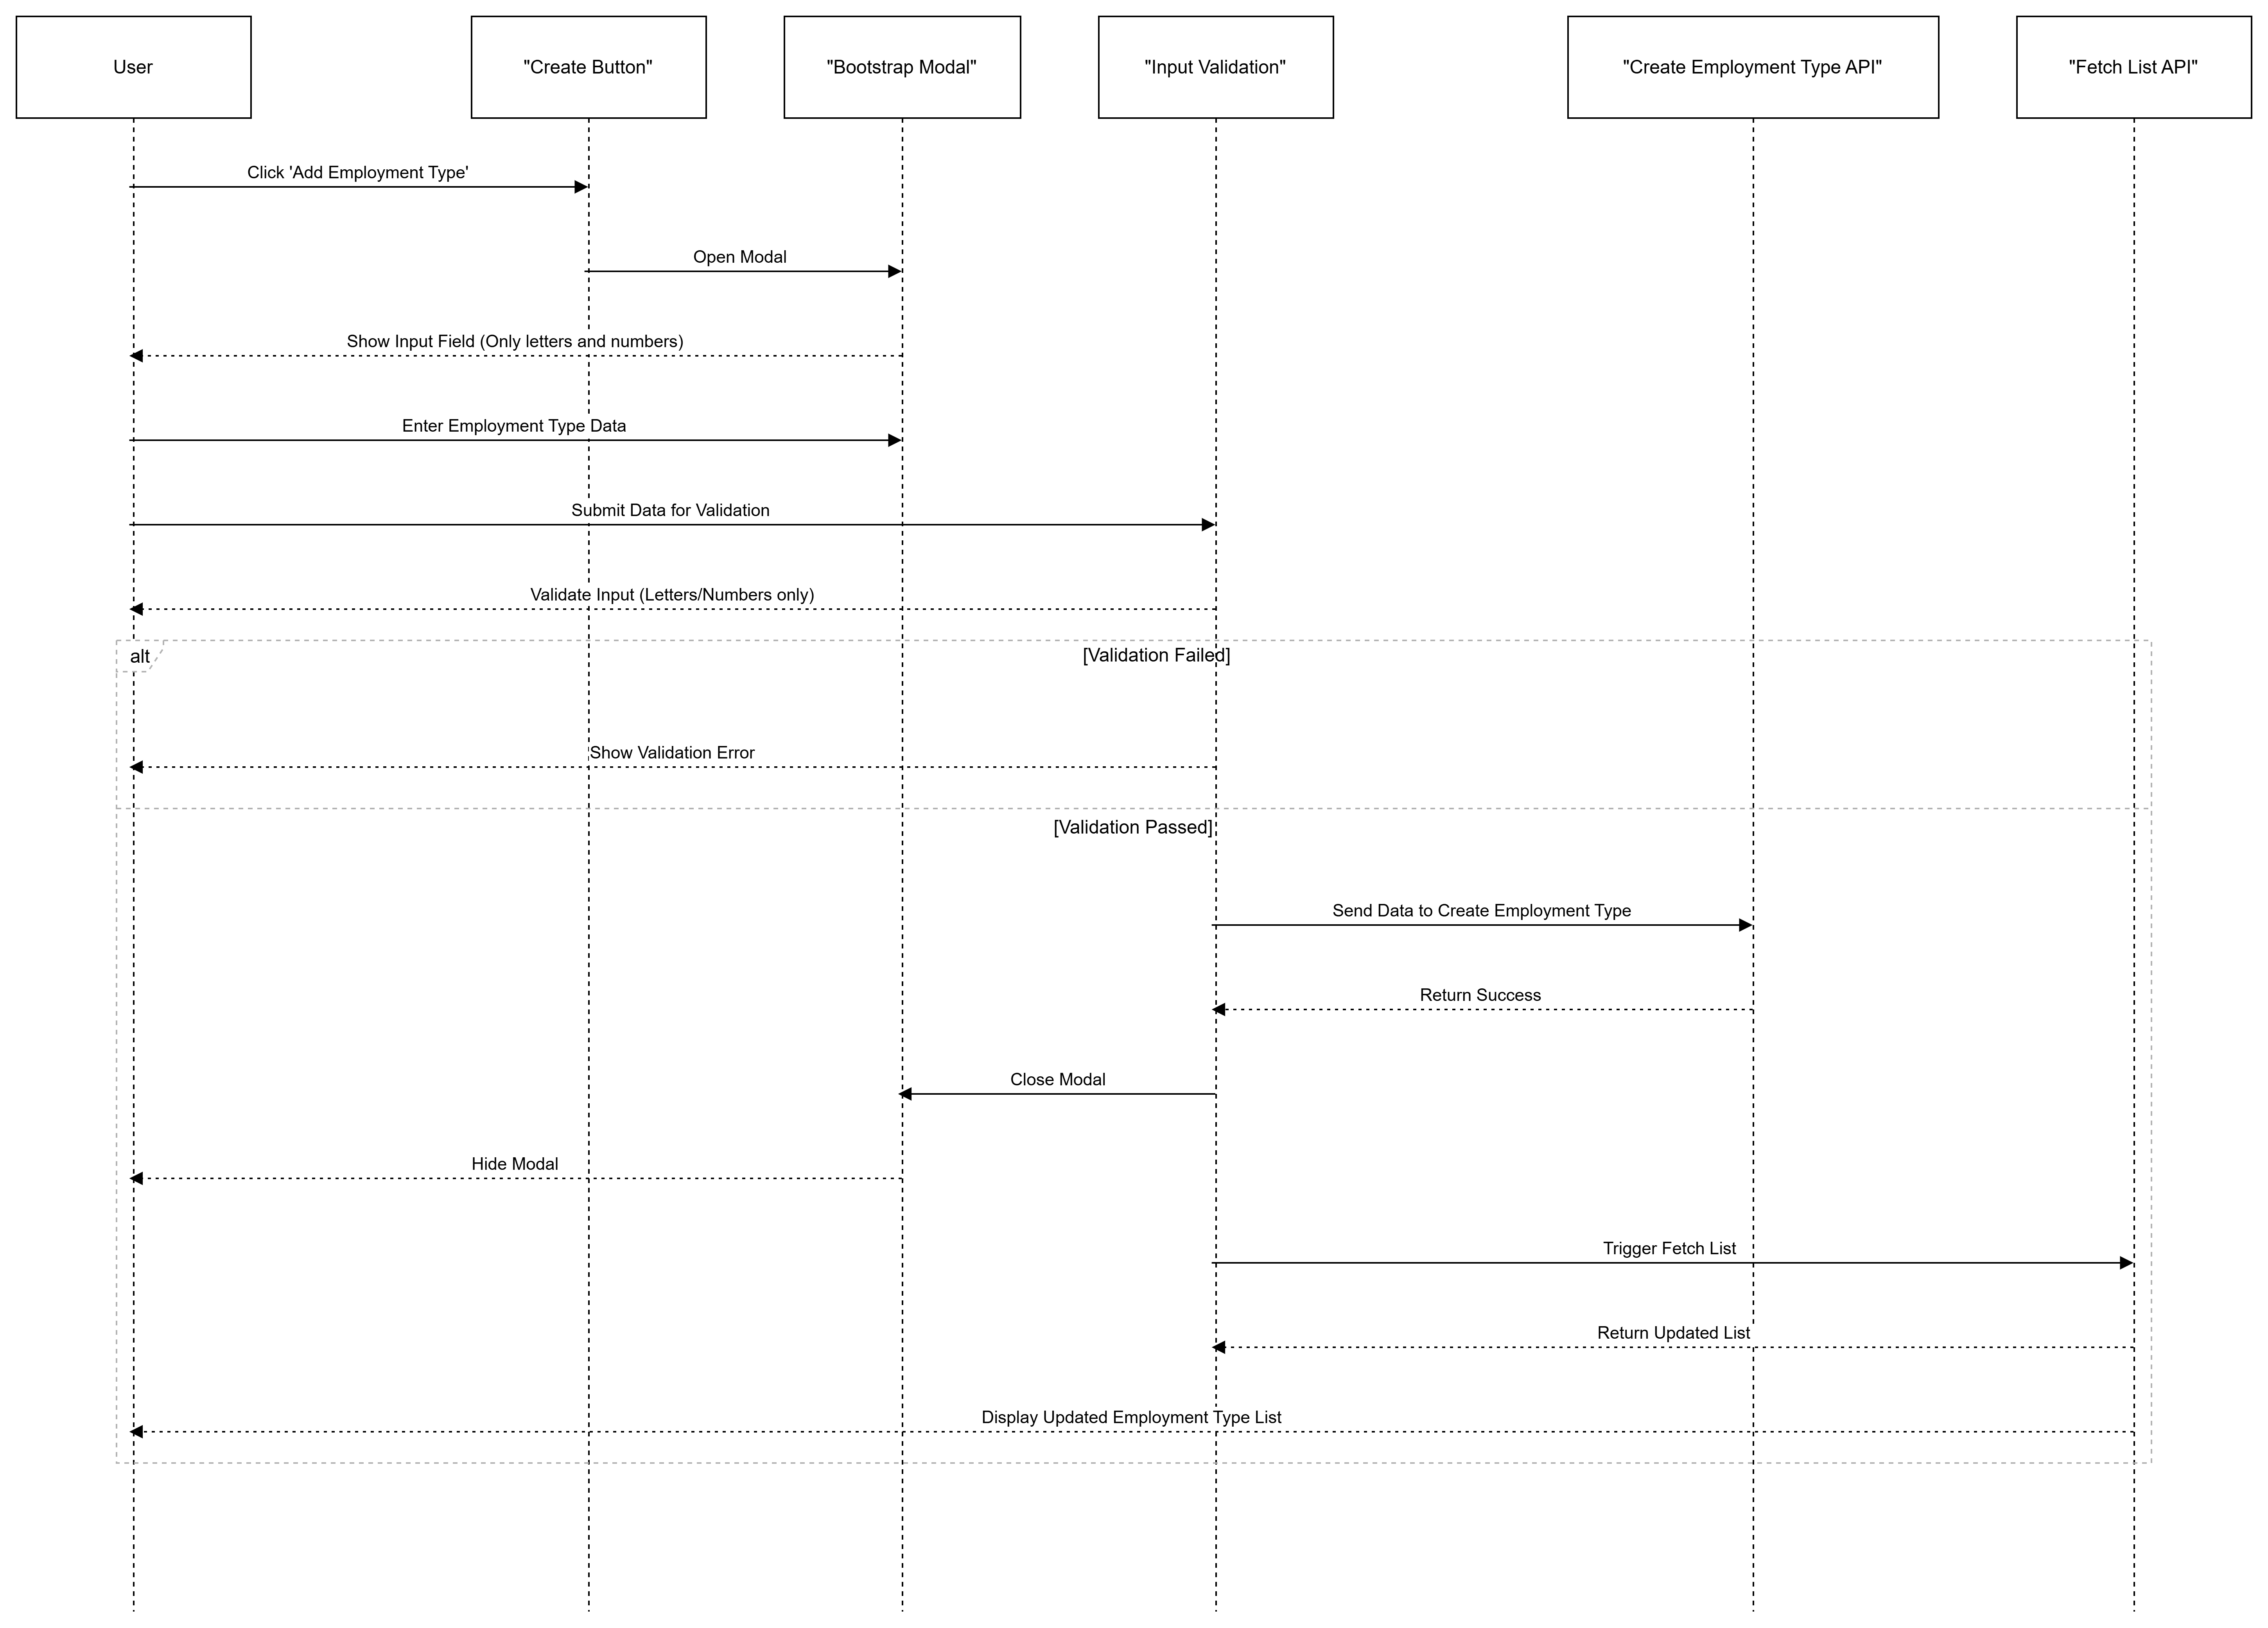 User
"Create Button"
"Bootstrap Modal"
"Input Validation"
"Create Employment Type API"
"Fetch List API"
Click 'Add Employment Type'
Open Modal
Show Input Field (Only letters and numbers)
Enter Employment Type Data
Submit Data for Validation
Validate Input (Letters/Numbers only)
alt
[Validation Failed]
Show Validation Error
[Validation Passed]
Send Data to Create Employment Type
Return Success
Close Modal
Hide Modal
Trigger Fetch List
Return Updated List
Display Updated Employment Type List